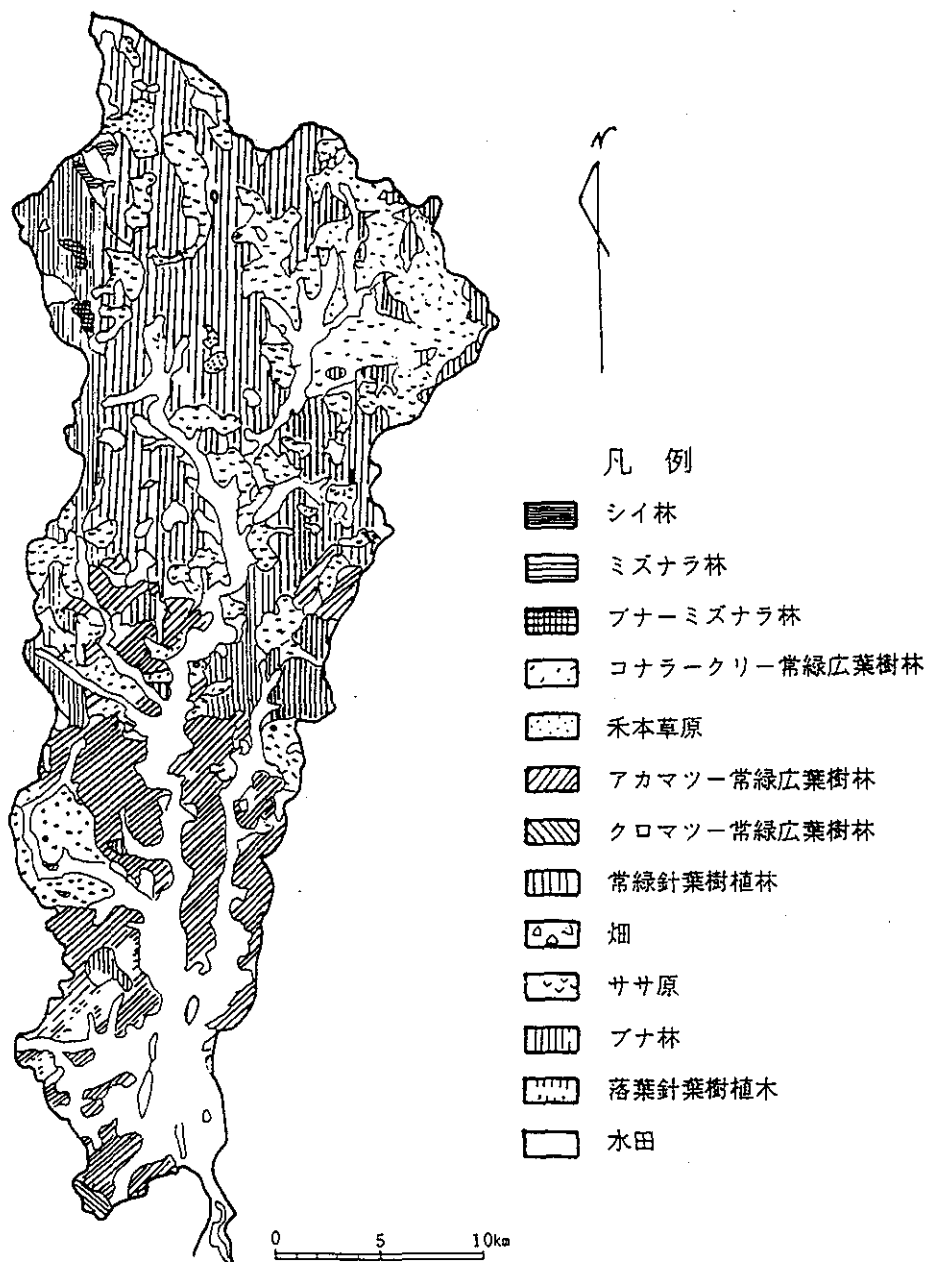 N
凡 例
シイ林
ミズナラ林
ブナーミズナラ林
コナラークリー常緑広葉樹林
禾本草原
アカマツー常緑広葉樹林
クロマツー常緑広葉樹林
常緑針葉樹植林
畑
ササ原
ブナ林
落葉針葉樹植木
水田
0 5 10km